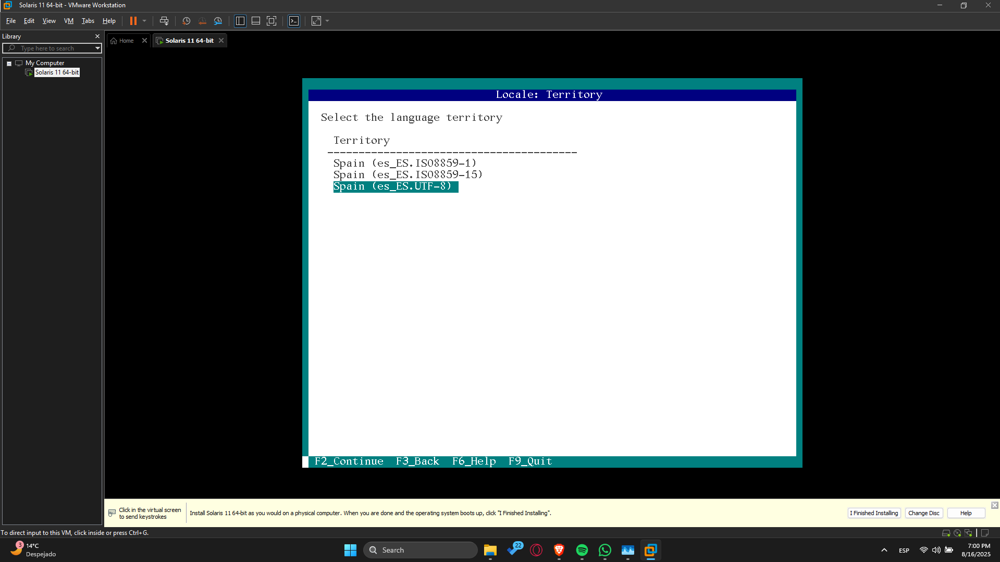 Solaris 11 64-bit - VMware Workstation
File Edit View VM Tabs Help
Library
Type here to search
My Computer
Solaris 11 64-bit
Home
Solaris 11 64-bit
Locale: Territory
Select the language territory
Territory
----------------------------------------
Spain (es_ES.ISO8859-1)
Spain (es_ES.ISO8859-15)
Spain (es_ES.UTF-8)
F2_Continue F3_Back F6_Help F9_Quit
Click in the virtual screen
to send keystrokes
Install Solaris 11 64-bit as you would on a physical computer. When you are done and the operating system boots up, click "I Finished Installing".
I Finished Installing
Change Disc
Help
To direct input to this VM, click inside or press Ctrl+G.
3
14°C
Despejado
Search
22
ESP
7:00 PM
8/16/2025